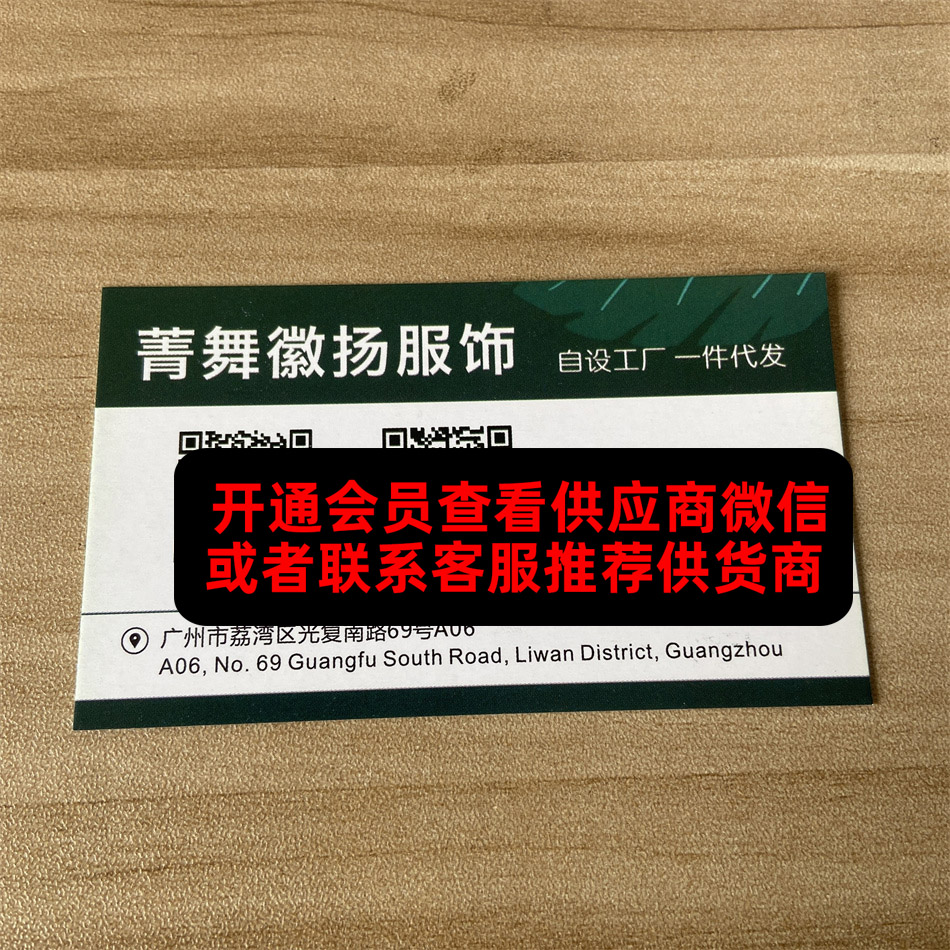 菁舞徽扬服饰 自设工厂 一件代发
开通会员查看供应商微信
或者联系客服推荐供货商
广州市荔湾区光复南路69号A06
A06, No. 69 Guangfu South Road, Liwan District, Guangzhou